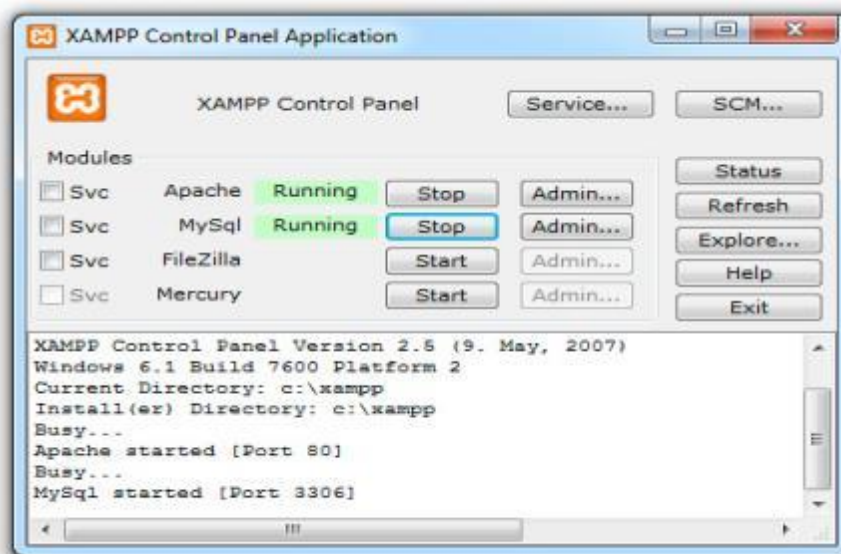 XAMPP Control Panel Application
XAMPP Control Panel Service... SCM...
Modules
Svc Apache Running Stop Admin...
Svc MySql Running Stop Admin...
Svc FileZilla Start Admin...
Svc Mercury Start Admin...
Status
Refresh
Explore...
Help
Exit
XAMPP Control Panel Version 2.5 (9. May, 2007)
Windows 6.1 Build 7600 Platform 2
Current Directory: c:\xampp
Install(er) Directory: c:\xampp
Busy...
Apache started [Port 80]
Busy...
MySql started [Port 3306]